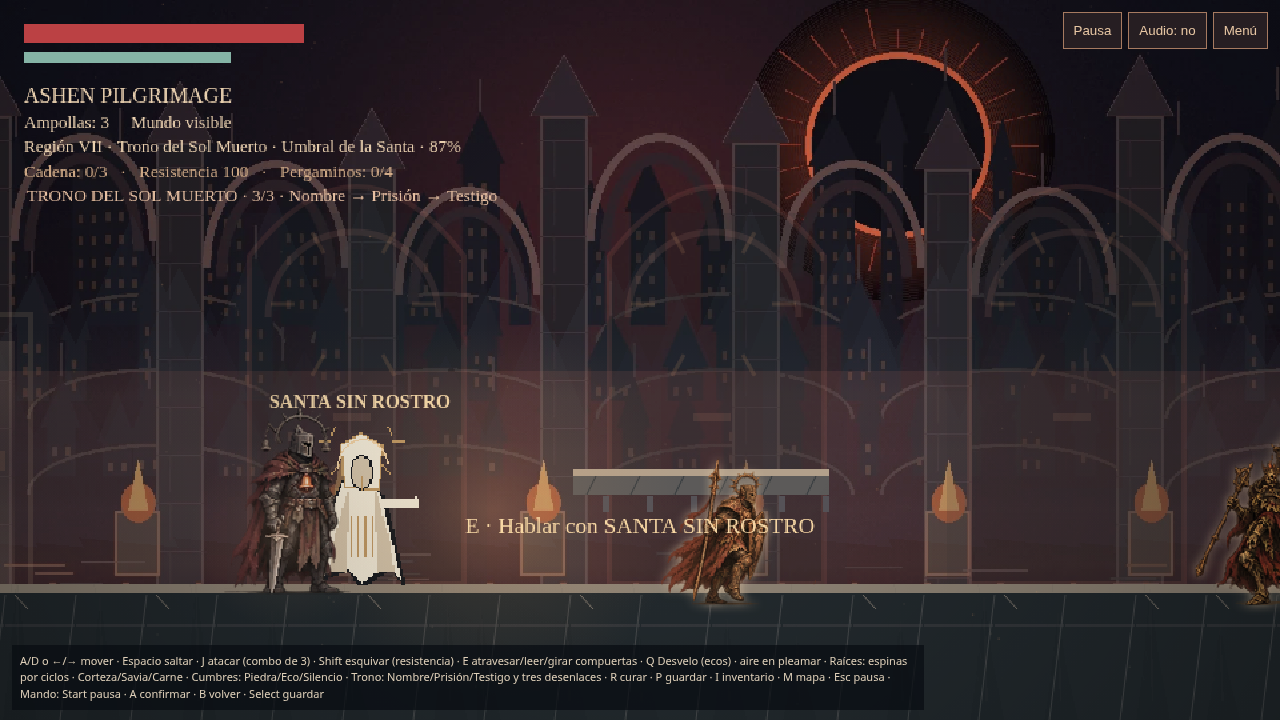 Pausa
Audio: no
Menú
ASHEN PILGRIMAGE
Ampollas: 3 Mundo visible
Región VII · Trono del Sol Muerto · Umbral de la Santa · 87%
Cadena: 0/3 · Resistencia 100 · Pergaminos: 0/4
TRONO DEL SOL MUERTO · 3/3 · Nombre → Prisión → Testigo
SANTA SIN ROSTRO
E · Hablar con SANTA SIN ROSTRO
A/D o ←/→ mover · Espacio saltar · J atacar (combo de 3) · Shift esquivar (resistencia) · E atravesar/leer/girar compuertas · Q Desvelo (ecos) · aire en pleamar · Raíces: espinas
por ciclos · Corteza/Savia/Carne · Cumbres: Piedra/Eco/Silencio · Trono: Nombre/Prisión/Testigo y tres desenlaces · R curar · P guardar · I inventario · M mapa · Esc pausa ·
Mando: Start pausa · A confirmar · B volver · Select guardar